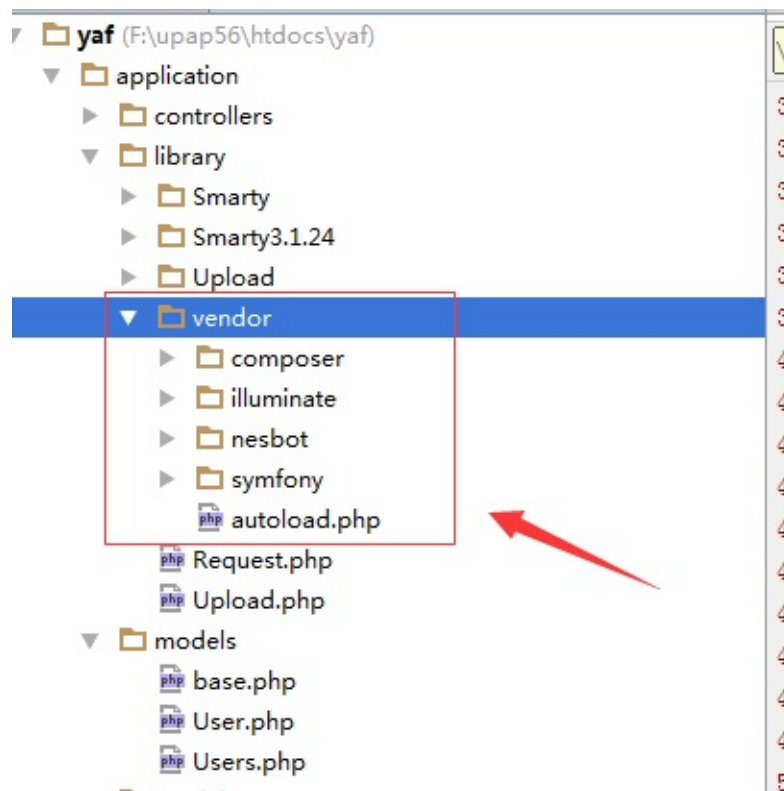 yaf (F:\upap56\htdocs\yaf)
application
controllers
library
Smarty
Smarty3.1.24
Upload
vendor
composer
illuminate
nesbot
symfony
autoload.php
Request.php
Upload.php
models
base.php
User.php
Users.php